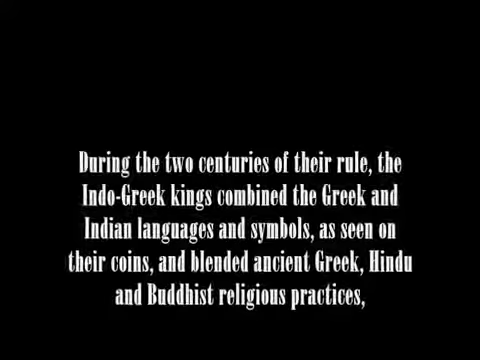 During the two centuries of their rule, the
Indo-Greek kings combined the Greek and
Indian languages and symbols, as seen on
their coins, and blended ancient Greek, Hindu
and Buddhist religious practices,